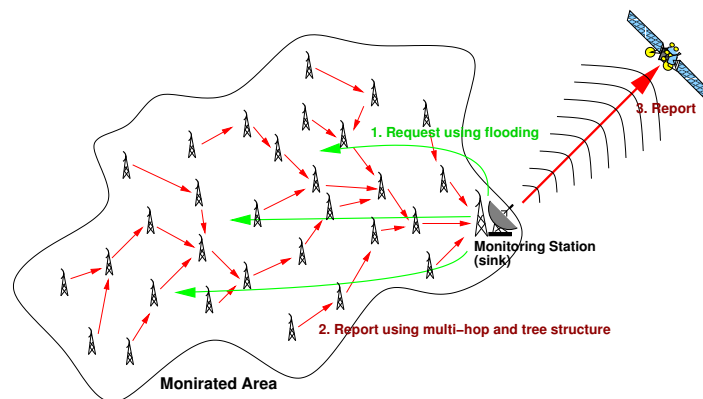 3. Report
1. Request using flooding
Monitoring Station
(sink)
2. Report using multi-hop and tree structure
Monirated Area